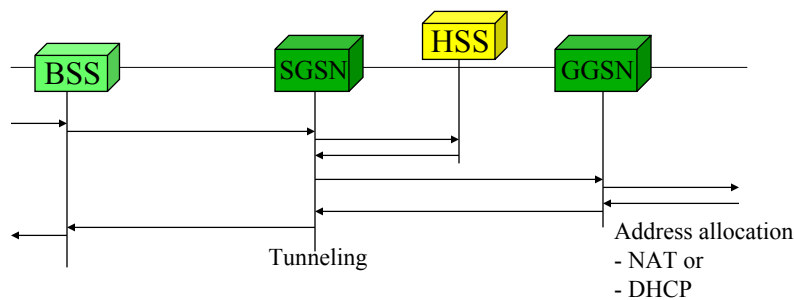 HSS
BSS
SGSN
GGSN
Tunneling
Address allocation
- NAT or
- DHCP